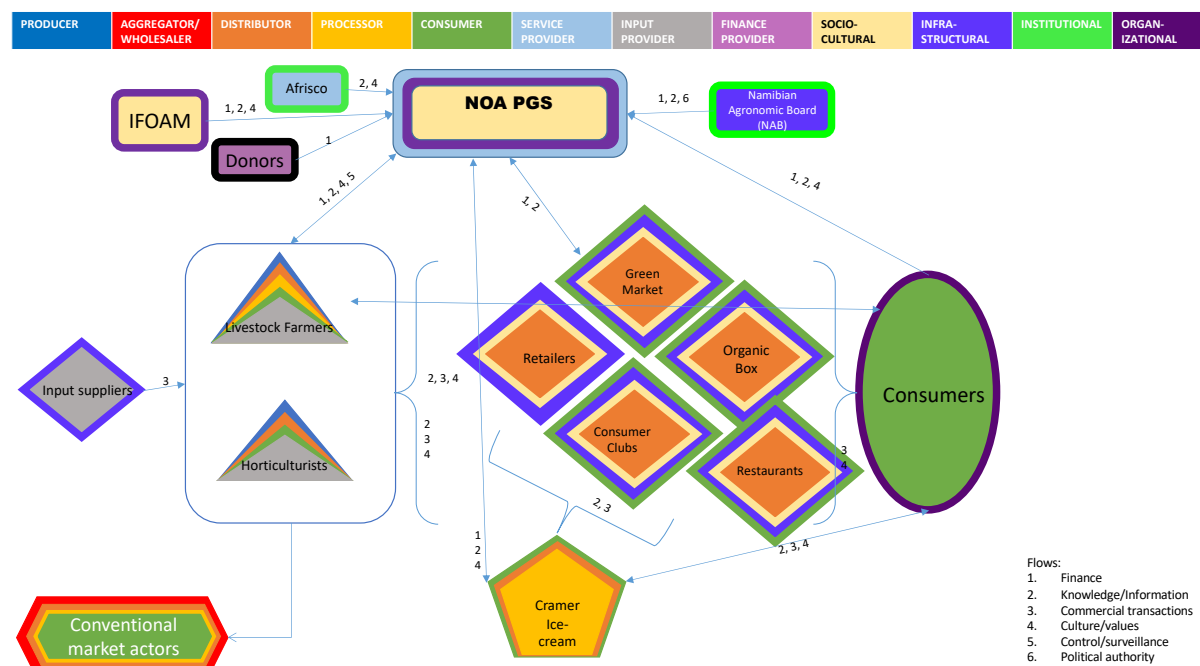 PRODUCER
AGGREGATOR/
WHOLESALER
DISTRIBUTOR
PROCESSOR
CONSUMER
SERVICE
PROVIDER
INPUT
PROVIDER
FINANCE
PROVIDER
SOCIO-
CULTURAL
INFRA-
STRUCTURAL
INSTITUTIONAL
ORGAN-
IZATIONAL
Afrisco
2, 4
NOA PGS
1, 2, 6
Namibian
Agronomic Board
(NAB)
IFOAM
1, 2, 4
Donors
1
1, 2, 4, 5
1, 2
1, 2, 4
Green
Market
Livestock Farmers
Retailers
Organic
Box
Input suppliers
3
2, 3, 4
Consumers
2
3
4
Consumer
Clubs
Horticulturists
Restaurants
3
4
2, 3
1
2
4
2, 3, 4
Cramer
Ice-
cream
Conventional
market actors
Flows:
1. Finance
2. Knowledge/Information
3. Commercial transactions
4. Culture/values
5. Control/surveillance
6. Political authority